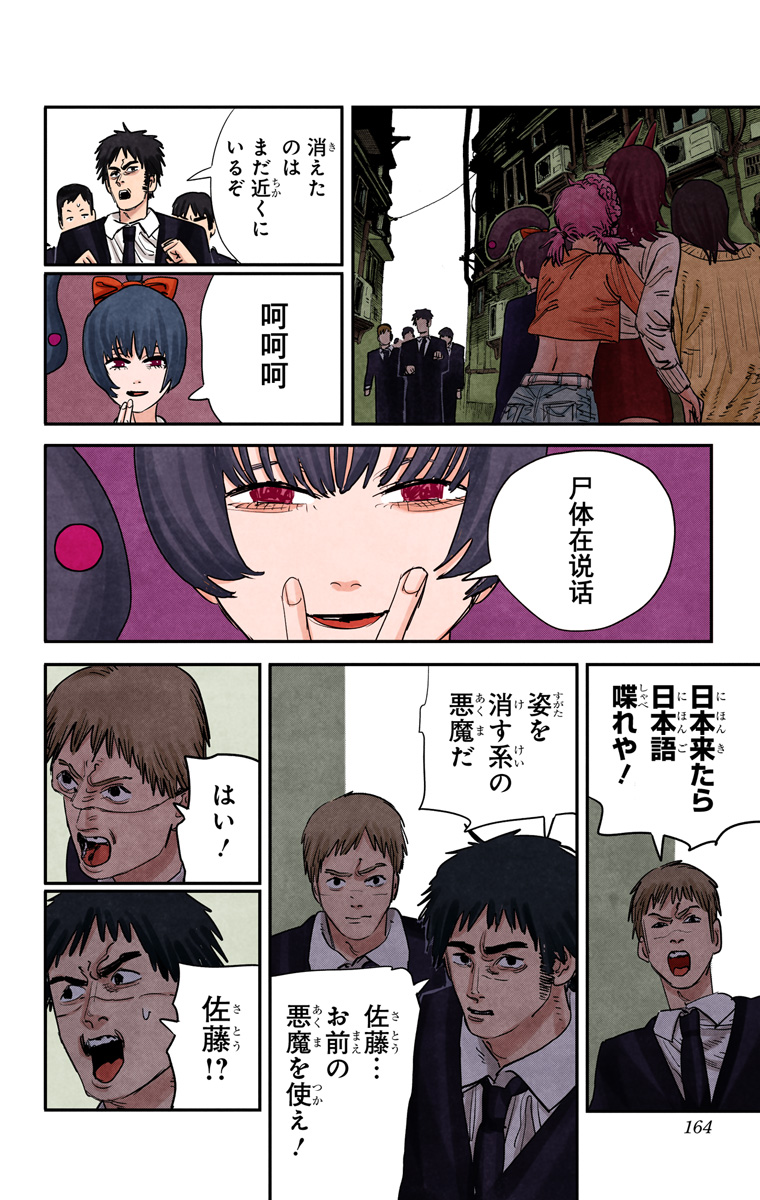 消えた
のは
まだ近くに
いるぞ
呵呵呵
尸体在说话
日本来たら
日本語
喋れや!
姿を
消す系の
悪魔だ
佐藤…
お前の
悪魔を使え!
はい!
佐藤!?
164